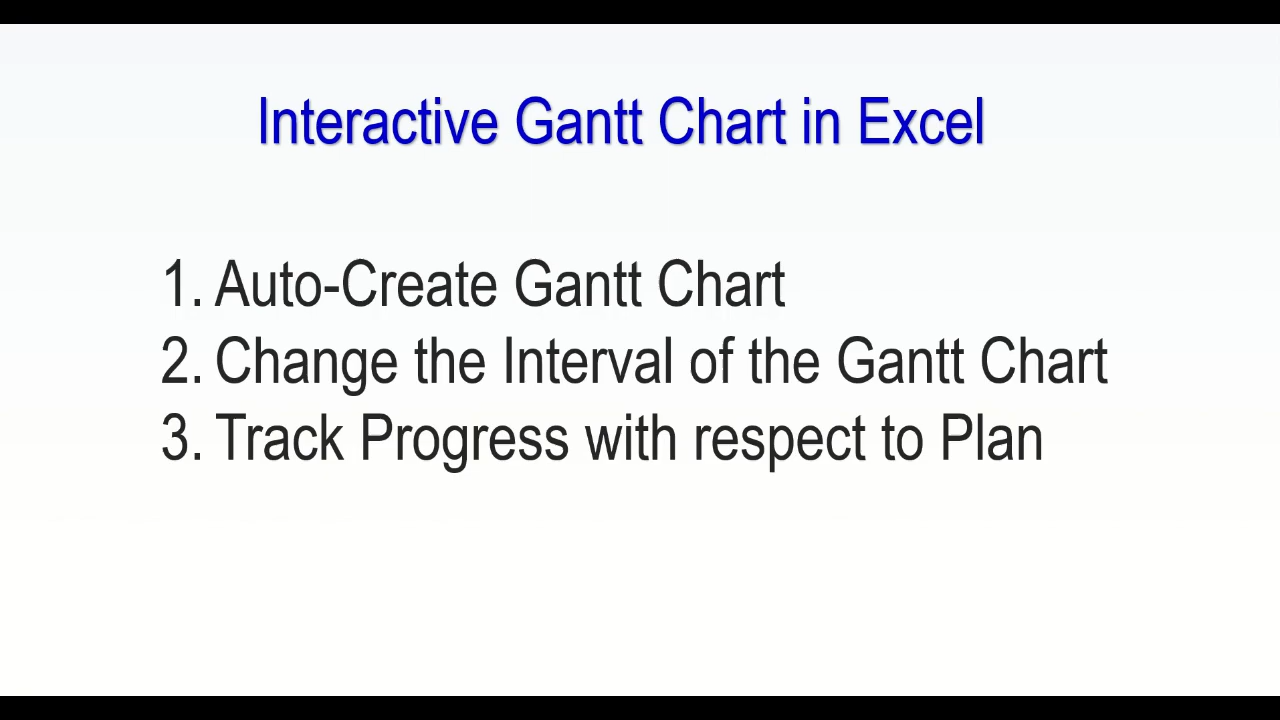 Interactive Gantt Chart in Excel
1. Auto-Create Gantt Chart
2. Change the Interval of the Gantt Chart
3. Track Progress with respect to Plan